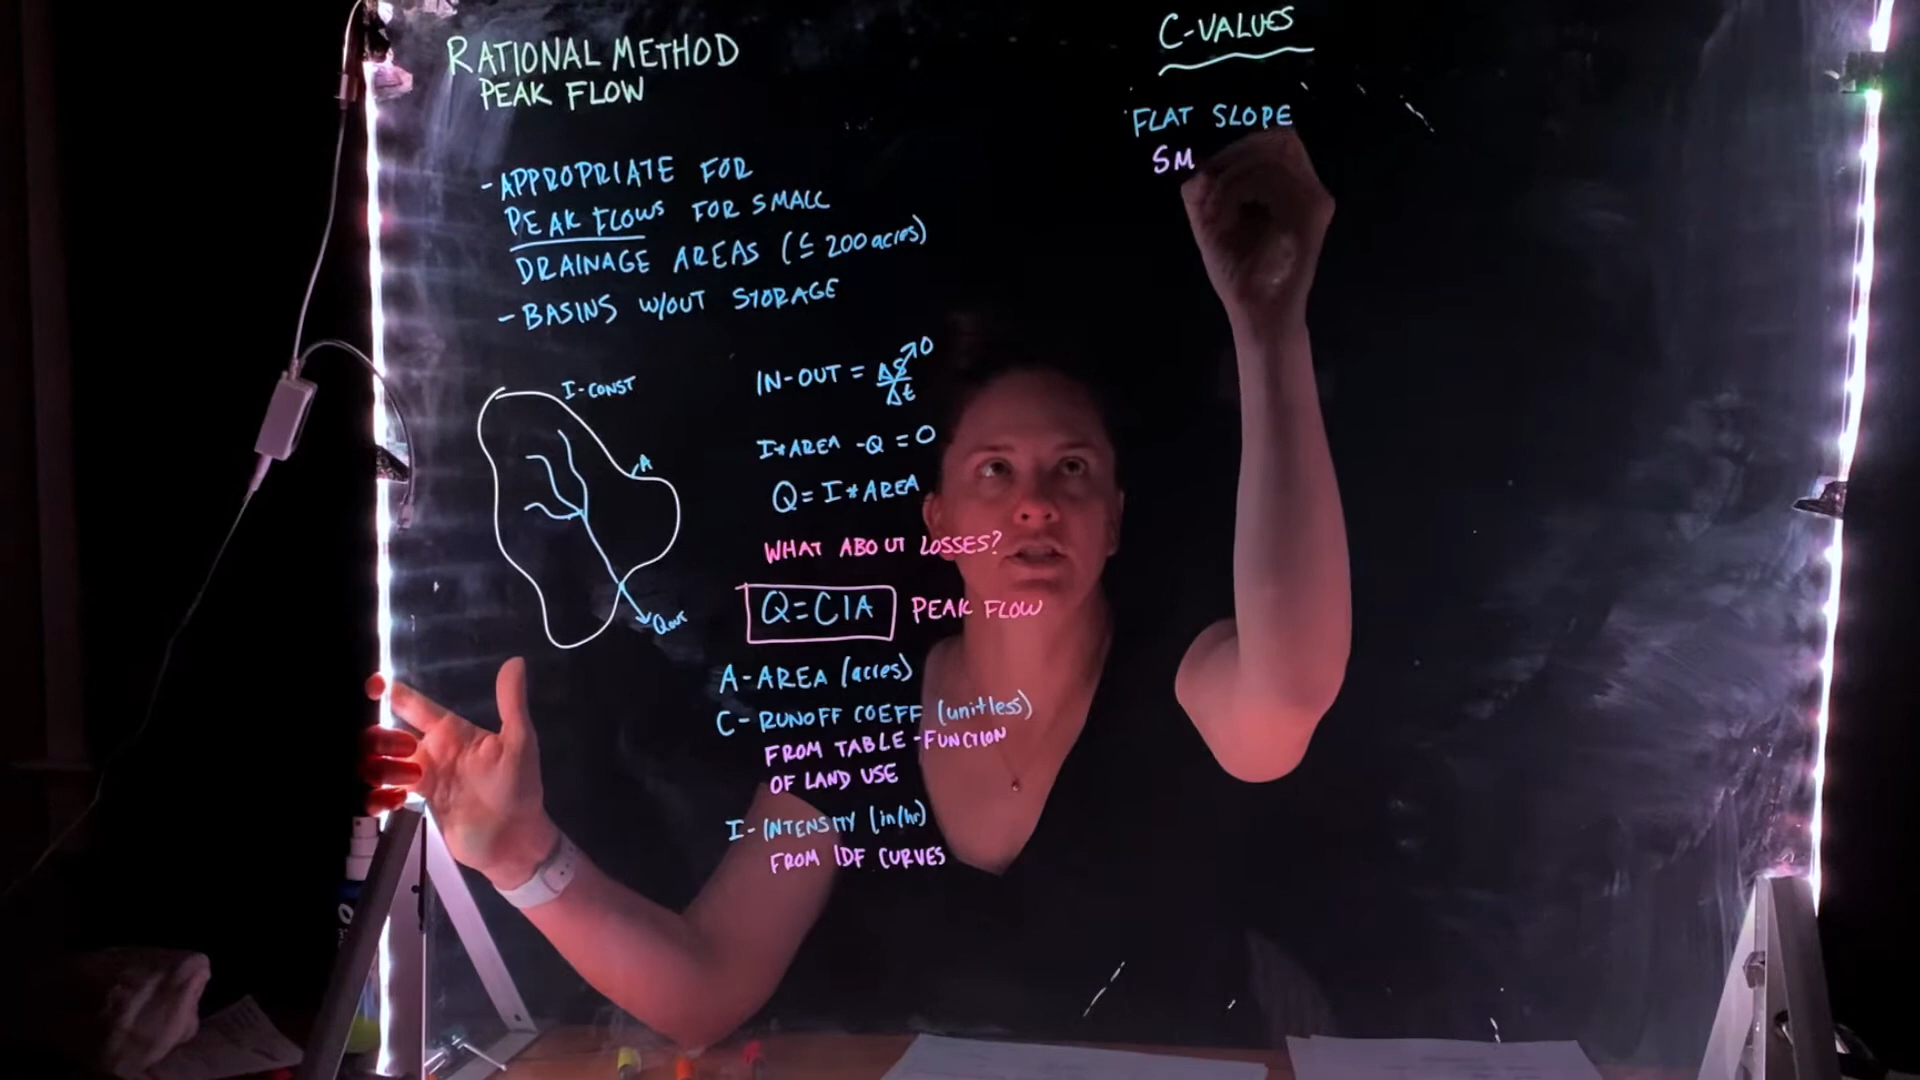 RATIONAL METHOD
PEAK FLOW
- APPROPRIATE FOR
PEAK FLOWS FOR SMALL
DRAINAGE AREAS (≤ 200 acres)
- BASINS W/OUT STORAGE
I-CONST
A
Qout
IN-OUT = ΔS/Δt ↗0
I*AREA -Q = 0
Q = I*AREA
WHAT ABOUT LOSSES?
Q=CIA PEAK FLOW
A-AREA (acres)
C- RUNOFF COEFF (unitless)
FROM TABLE-FUNCTION
OF LAND USE
I-INTENSITY (in/hr)
FROM IDF CURVES
C-VALUES
FLAT SLOPE
SM